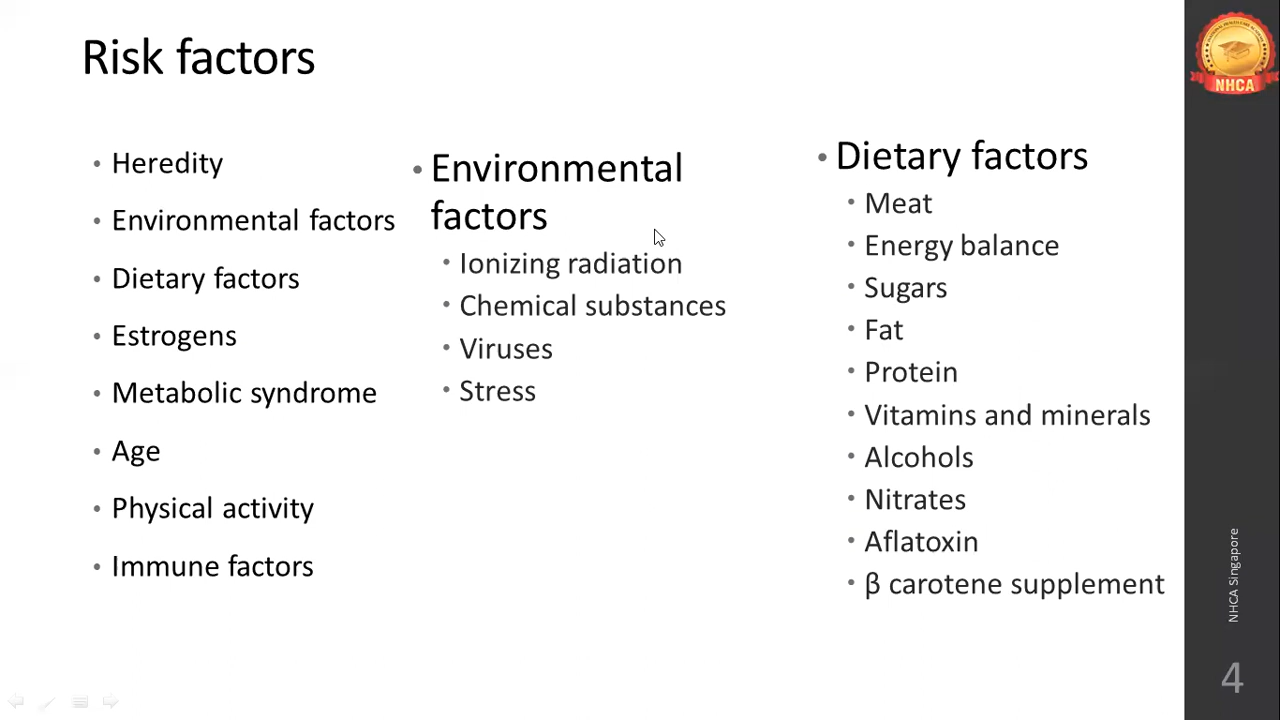 Risk factors
• Heredity
• Environmental factors
• Dietary factors
• Estrogens
• Metabolic syndrome
• Age
• Physical activity
• Immune factors
• Environmental
factors
• Ionizing radiation
• Chemical substances
• Viruses
• Stress
• Dietary factors
• Meat
• Energy balance
• Sugars
• Fat
• Protein
• Vitamins and minerals
• Alcohols
• Nitrates
• Aflatoxin
• β carotene supplement
NHCA
NHCA Singapore
4